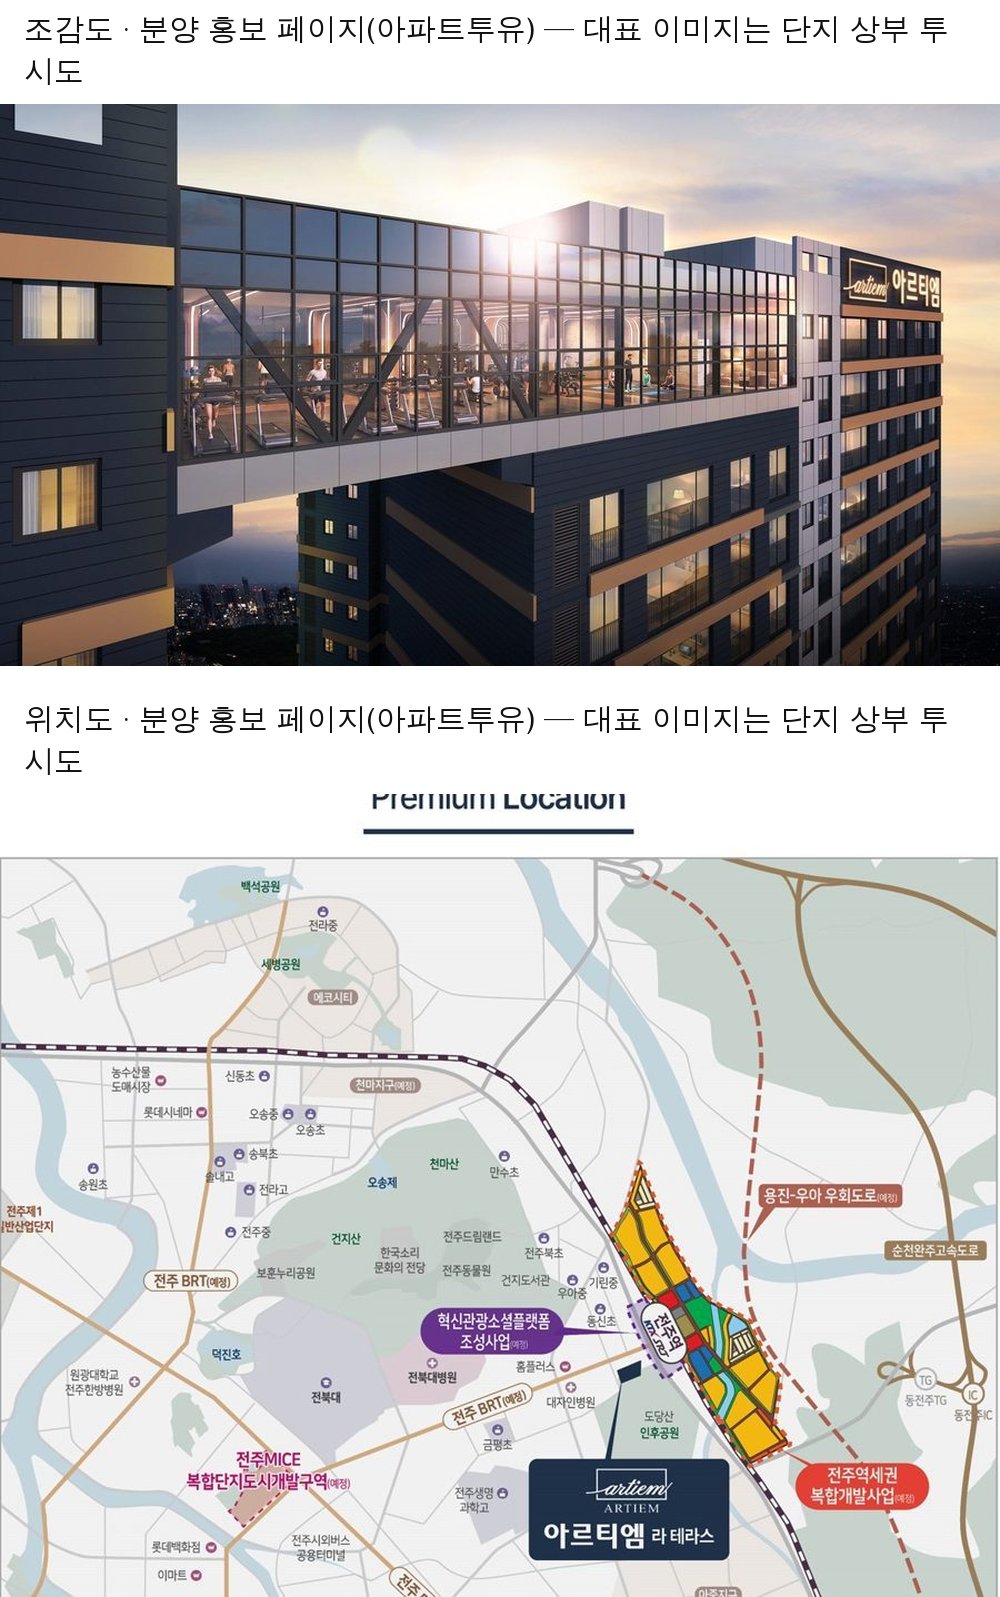 조감도 · 분양 홍보 페이지(아파트투유) — 대표 이미지는 단지 상부 투
시도
artiem 아르티엠
위치도 · 분양 홍보 페이지(아파트투유) — 대표 이미지는 단지 상부 투
시도
Premium Location
백석공원
전라중
세병공원
에코시티
농수산물
도매시장
신동초
천마지구(예정)
롯데시네마
오송중
오송초
송북초
솔내고
천마산
만수초
송원초
전라고
오송제
용진-우아 우회도로(예정)
전주제1
일반산업단지
전주중
건지산
전주드림랜드
한국소리
문화의 전당
전주북초
순천완주고속도로
전주 BRT(예정)
보훈누리공원
전주동물원
건지도서관
기린중
우아중
혁신관광소셜플랫폼
조성사업(예정)
동신초
전주역
KTX·SRT
덕진호
홈플러스
원광대학교
전주한방병원
전북대병원
전북대
대자인병원
TG
동전주TG
IC
동전주IC
전주 BRT(예정)
도당산
인후공원
금평초
전주MICE
복합단지도시개발구역(예정)
전주역세권
복합개발사업(예정)
전주생명
과학고
artiem
ARTIEM
아르티엠 라 테라스
롯데백화점
전주시외버스
공용터미널
이마트
아중지구